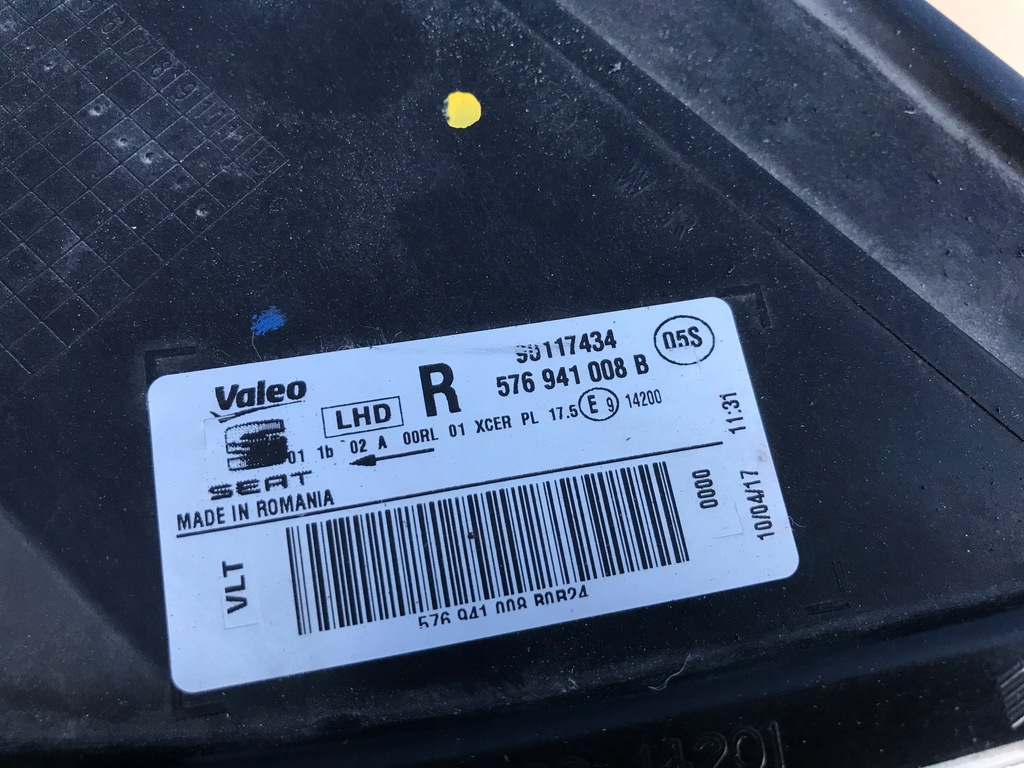 Valeo
LHD
R
90117434
576 941 008 B
05S
01 1b 02 A 00RL 01 XCER PL 17.5 E 9 14200
SEAT
MADE IN ROMANIA
VLT
576 941 008 B0B24
0000
10/04/17 11:31